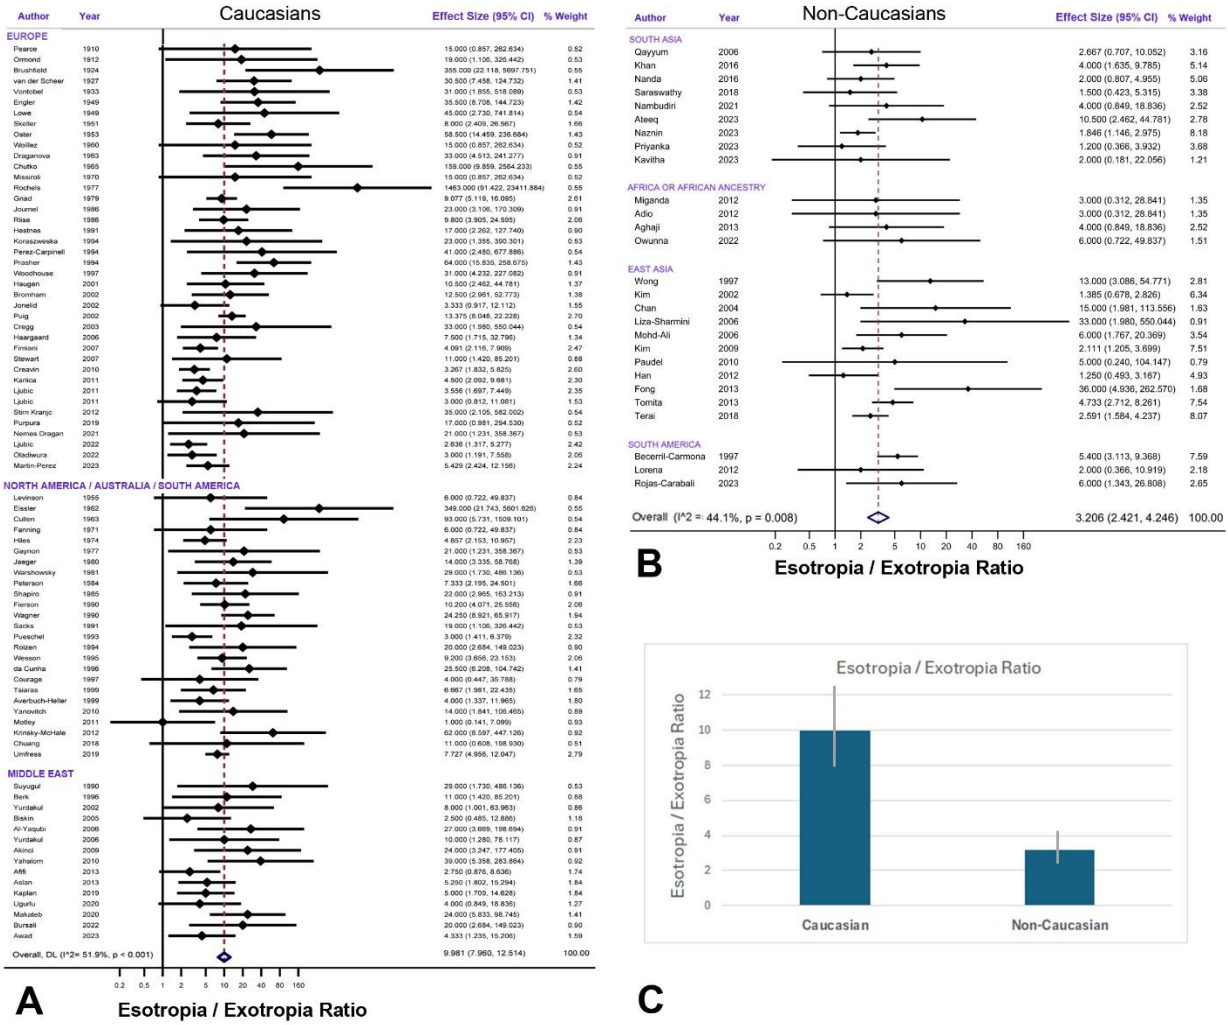 Caucasians
Author Year Effect Size (95% CI) % Weight
EUROPE
Pearce 1910 15.000 (0.857, 262.634) 0.52
Ormond 1912 19.000 (1.106, 326.442) 0.53
Brushfield 1924 355.000 (22.118, 5697.751) 0.55
van der Scheer 1927 30.500 (7.458, 124.732) 1.41
Vontobel 1933 31.000 (1.855, 518.089) 0.53
Engler 1949 35.500 (8.708, 144.723) 1.42
Lowe 1949 45.000 (2.730, 741.814) 0.54
Skeller 1951 8.000 (2.409, 26.567) 1.66
Oster 1953 58.500 (14.459, 236.684) 1.43
Woillez 1960 15.000 (0.857, 262.634) 0.52
Draganova 1963 33.000 (4.513, 241.277) 0.91
Chutko 1965 159.000 (9.859, 2564.233) 0.55
Missiroli 1970 15.000 (0.857, 262.634) 0.52
Rochels 1977 1463.000 (91.422, 23411.884) 0.55
Gnad 1979 9.077 (5.119, 16.095) 2.61
Journel 1986 23.000 (3.106, 170.309) 0.91
Riise 1986 9.800 (3.905, 24.595) 2.06
Hestnes 1991 17.000 (2.262, 127.740) 0.90
Koraszweska 1994 23.000 (1.355, 390.301) 0.53
Perez-Carpinell 1994 41.000 (2.480, 677.886) 0.54
Prasher 1994 64.000 (15.835, 258.675) 1.43
Woodhouse 1997 31.000 (4.232, 227.082) 0.91
Haugen 2001 10.500 (2.462, 44.781) 1.37
Bromham 2002 12.500 (2.961, 52.773) 1.38
Jonelid 2002 3.333 (0.917, 12.112) 1.55
Puig 2002 13.375 (8.048, 22.228) 2.70
Cregg 2003 33.000 (1.980, 550.044) 0.54
Haargaard 2006 7.500 (1.715, 32.796) 1.34
Fimiani 2007 4.091 (2.116, 7.909) 2.47
Stewart 2007 11.000 (1.420, 85.201) 0.88
Creavin 2010 3.267 (1.832, 5.825) 2.60
Karlica 2011 4.500 (2.092, 9.681) 2.30
Ljubic 2011 3.556 (1.697, 7.449) 2.35
Ljubic 2011 3.000 (0.812, 11.081) 1.53
Stirn Kranjc 2012 35.000 (2.105, 582.002) 0.54
Purpura 2019 17.000 (0.981, 294.530) 0.52
Nemes Dragan 2021 21.000 (1.231, 358.367) 0.53
Ljubic 2022 2.636 (1.317, 5.277) 2.42
Oladiwura 2022 3.000 (1.191, 7.558) 2.06
Martin-Perez 2023 5.429 (2.424, 12.156) 2.24
NORTH AMERICA / AUSTRALIA / SOUTH AMERICA
Levinson 1955 6.000 (0.722, 49.837) 0.84
Eissler 1962 349.000 (21.743, 5601.826) 0.55
Cullen 1963 93.000 (5.731, 1509.101) 0.54
Fanning 1971 6.000 (0.722, 49.837) 0.84
Hiles 1974 4.857 (2.153, 10.957) 2.23
Gaynon 1977 21.000 (1.231, 358.367) 0.53
Jaeger 1980 14.000 (3.335, 58.768) 1.39
Warshowsky 1981 29.000 (1.730, 486.136) 0.53
Peterson 1984 7.333 (2.195, 24.501) 1.66
Shapiro 1985 22.000 (2.965, 163.213) 0.91
Fierson 1990 10.200 (4.071, 25.556) 2.06
Wagner 1990 24.250 (8.921, 65.917) 1.94
Sacks 1991 19.000 (1.106, 326.442) 0.53
Pueschel 1993 3.000 (1.411, 6.379) 2.32
Roizen 1994 20.000 (2.684, 149.023) 0.90
Wesson 1995 9.200 (3.656, 23.153) 2.06
da Cunha 1996 25.500 (6.208, 104.742) 1.41
Courage 1997 4.000 (0.447, 35.788) 0.79
Tsiaras 1999 6.667 (1.981, 22.435) 1.65
Averbuch-Heller 1999 4.000 (1.337, 11.965) 1.80
Yanovitch 2010 14.000 (1.841, 106.465) 0.89
Motley 2011 1.000 (0.141, 7.099) 0.93
Krinsky-McHale 2012 62.000 (8.597, 447.126) 0.92
Chuang 2018 11.000 (0.608, 198.930) 0.51
Umfress 2019 7.727 (4.956, 12.047) 2.79
MIDDLE EAST
Suyugul 1990 29.000 (1.730, 486.136) 0.53
Berk 1996 11.000 (1.420, 85.201) 0.88
Yurdakul 2002 8.000 (1.001, 63.963) 0.86
Biskin 2005 2.500 (0.485, 12.886) 1.18
Al-Yaqubi 2006 27.000 (3.669, 198.694) 0.91
Yurdakul 2006 10.000 (1.280, 78.117) 0.87
Akinci 2009 24.000 (3.247, 177.405) 0.91
Yahalom 2010 39.000 (5.358, 283.864) 0.92
Afifi 2013 2.750 (0.876, 8.636) 1.74
Aslan 2013 5.250 (1.802, 15.294) 1.84
Kaplan 2019 5.000 (1.709, 14.628) 1.84
Ugurlu 2020 4.000 (0.849, 18.836) 1.27
Makateb 2020 24.000 (5.833, 98.745) 1.41
Bursali 2022 20.000 (2.684, 149.023) 0.90
Awad 2023 4.333 (1.235, 15.206) 1.59
Overall, DL (I^2= 51.9%, p < 0.001) 9.981 (7.960, 12.514) 100.00
0.2 0.5 1 2 5 10 20 40 80 160
A
Esotropia / Exotropia Ratio
Non-Caucasians
Author Year Effect Size (95% CI) % Weight
SOUTH ASIA
Qayyum 2006 2.667 (0.707, 10.052) 3.16
Khan 2016 4.000 (1.635, 9.785) 5.14
Nanda 2016 2.000 (0.807, 4.955) 5.06
Saraswathy 2018 1.500 (0.423, 5.315) 3.38
Nambudiri 2021 4.000 (0.849, 18.836) 2.52
Ateeq 2023 10.500 (2.462, 44.781) 2.78
Naznin 2023 1.846 (1.146, 2.975) 8.18
Priyanka 2023 1.200 (0.366, 3.932) 3.68
Kavitha 2023 2.000 (0.181, 22.056) 1.21
AFRICA OR AFRICAN ANCESTRY
Miganda 2012 3.000 (0.312, 28.841) 1.35
Adio 2012 3.000 (0.312, 28.841) 1.35
Aghaji 2013 4.000 (0.849, 18.836) 2.52
Owunna 2022 6.000 (0.722, 49.837) 1.51
EAST ASIA
Wong 1997 13.000 (3.086, 54.771) 2.81
Kim 2002 1.385 (0.678, 2.826) 6.34
Chan 2004 15.000 (1.981, 113.556) 1.63
Liza-Sharmini 2006 33.000 (1.980, 550.044) 0.91
Mohd-Ali 2006 6.000 (1.767, 20.369) 3.54
Kim 2009 2.111 (1.205, 3.699) 7.51
Paudel 2010 5.000 (0.240, 104.147) 0.79
Han 2012 1.250 (0.493, 3.167) 4.93
Fong 2013 36.000 (4.936, 262.570) 1.68
Tomita 2013 4.733 (2.712, 8.261) 7.54
Terai 2018 2.591 (1.584, 4.237) 8.07
SOUTH AMERICA
Becerril-Carmona 1997 5.400 (3.113, 9.368) 7.59
Lorena 2012 2.000 (0.366, 10.919) 2.18
Rojas-Carabali 2023 6.000 (1.343, 26.808) 2.65
Overall (I^2 = 44.1%, p = 0.008) 3.206 (2.421, 4.246) 100.00
0.2 0.5 1 2 5 10 20 40 80 160
B
Esotropia / Exotropia Ratio
Esotropia / Exotropia Ratio
Esotropia / Exotropia Ratio
12
10
8
6
4
2
0
Caucasian Non-Caucasian
C